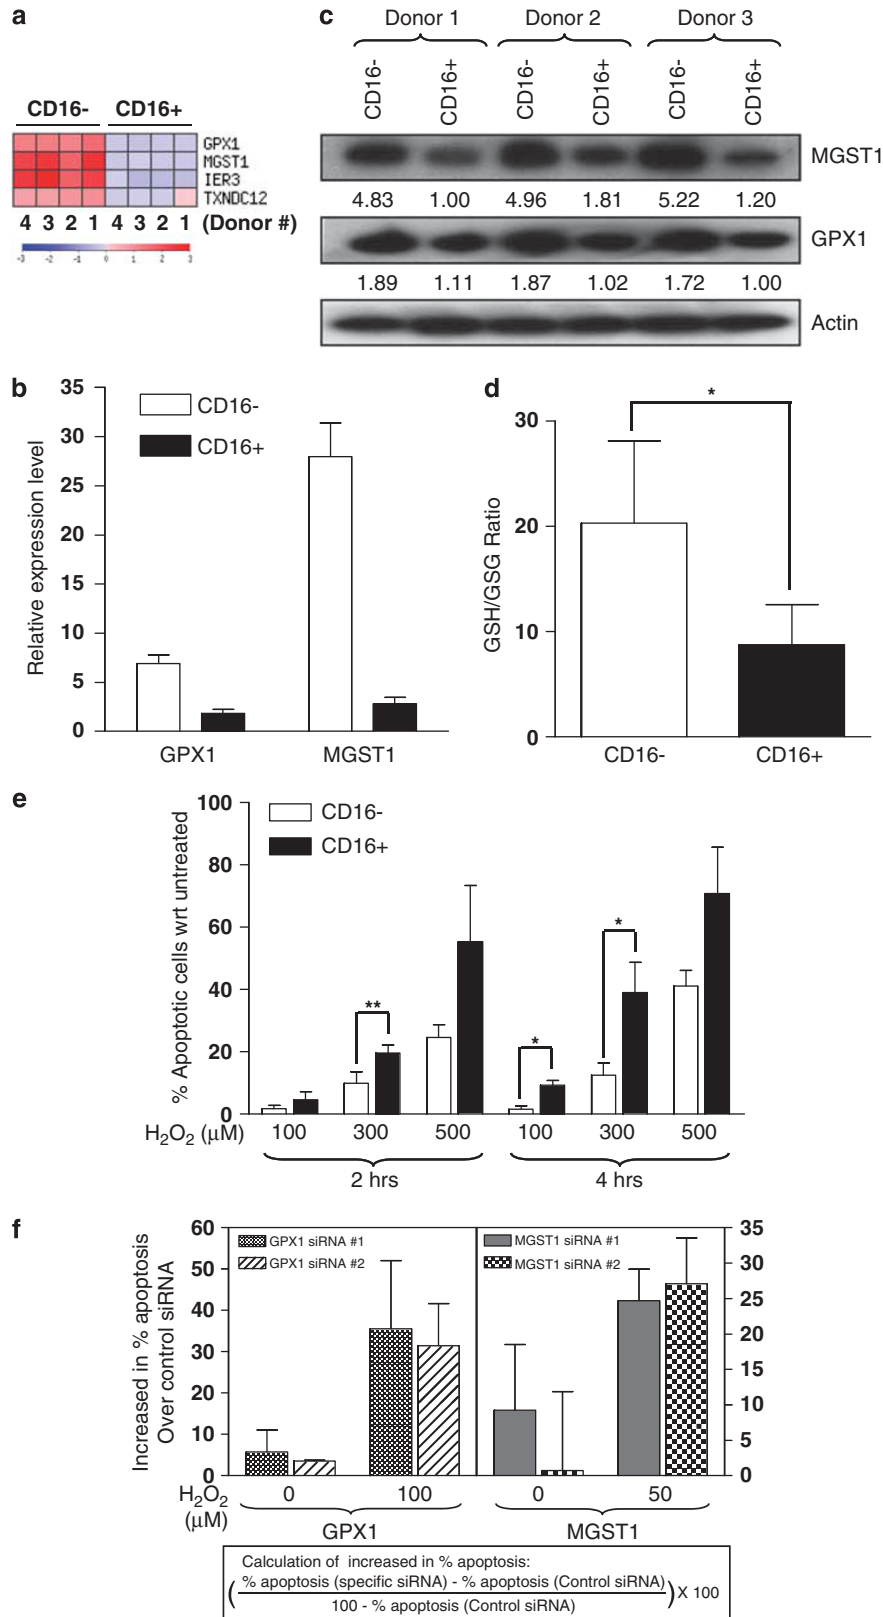 a
CD16- CD16+
GPX1
MGST1
IER3
TXNDC12
4 3 2 1 4 3 2 1 (Donor #)
-3 -2 -1 0 1 2 3
c
Donor 1 Donor 2 Donor 3
CD16- CD16+ CD16- CD16+ CD16- CD16+
MGST1
4.83 1.00 4.96 1.81 5.22 1.20
GPX1
1.89 1.11 1.87 1.02 1.72 1.00
Actin
b
Relative expression level
35
30
25
20
15
10
5
0
CD16-
CD16+
GPX1 MGST1
d
GSH/GSG Ratio
30
20
10
0
*
CD16- CD16+
e
% Apoptotic cells wrt untreated
100
80
60
40
20
0
CD16-
CD16+
** * *
H2O2 (μM) 100 300 500 100 300 500
2 hrs 4 hrs
f
Increased in % apoptosis
Over control siRNA
60
50
40
30
20
10
0
GPX1 siRNA #1
GPX1 siRNA #2
MGST1 siRNA #1
MGST1 siRNA #2
35
30
25
20
15
10
5
0
H2O2
(μM)
0 100 0 50
GPX1 MGST1
Calculation of increased in % apoptosis:
( % apoptosis (specific siRNA) - % apoptosis (Control siRNA)
100 - % apoptosis (Control siRNA) ) X 100